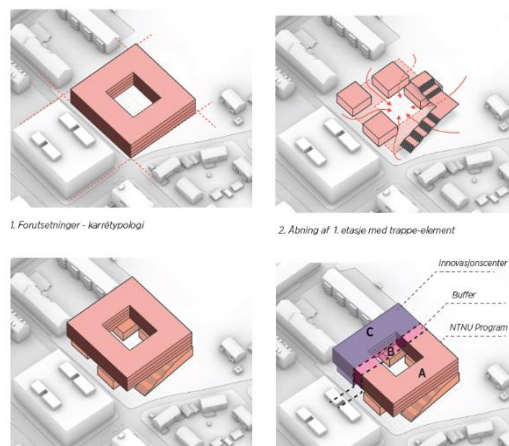 1. Forutsetninger - karrétypologi
2. Åbning af 1. etasje med trappe-element
Innovasjonscenter
Buffer
NTNU Program
C
B
A